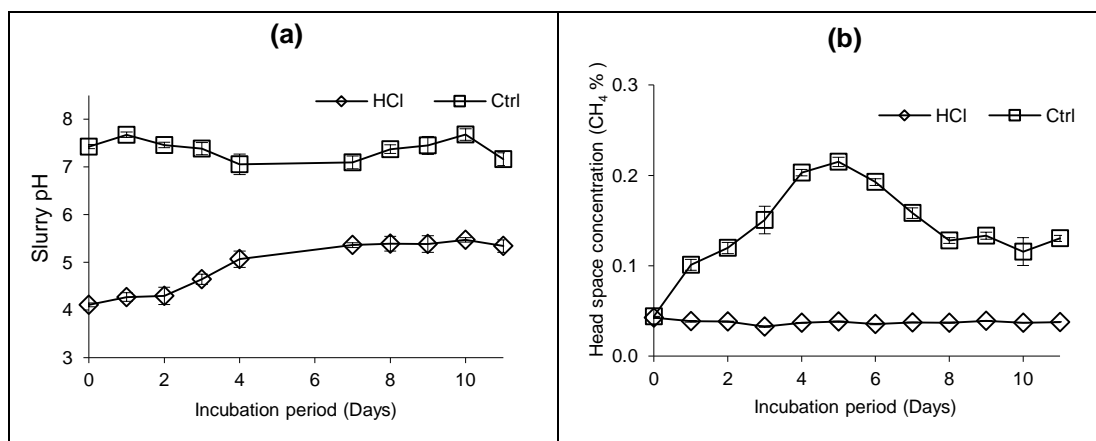 (a)
HCl Ctrl
8
7
6
5
4
3
0 2 4 6 8 10
Slurry pH
Incubation period (Days)
(b)
0.3
HCl Ctrl
0.2
0.1
0.0
0 2 4 6 8 10
Head space concentration (CH₄ % )
Incubation period (Days)